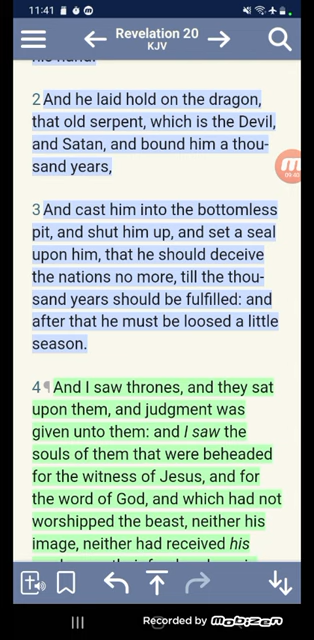 11:41
Revelation 20
KJV
his hand.
2 And he laid hold on the dragon,
that old serpent, which is the Devil,
and Satan, and bound him a thou-
sand years,
3 And cast him into the bottomless
pit, and shut him up, and set a seal
upon him, that he should deceive
the nations no more, till the thou-
sand years should be fulfilled: and
after that he must be loosed a little
season.
4 ¶ And I saw thrones, and they sat
upon them, and judgment was
given unto them: and I saw the
souls of them that were beheaded
for the witness of Jesus, and for
the word of God, and which had not
worshipped the beast, neither his
image, neither had received his
Recorded by mobizen